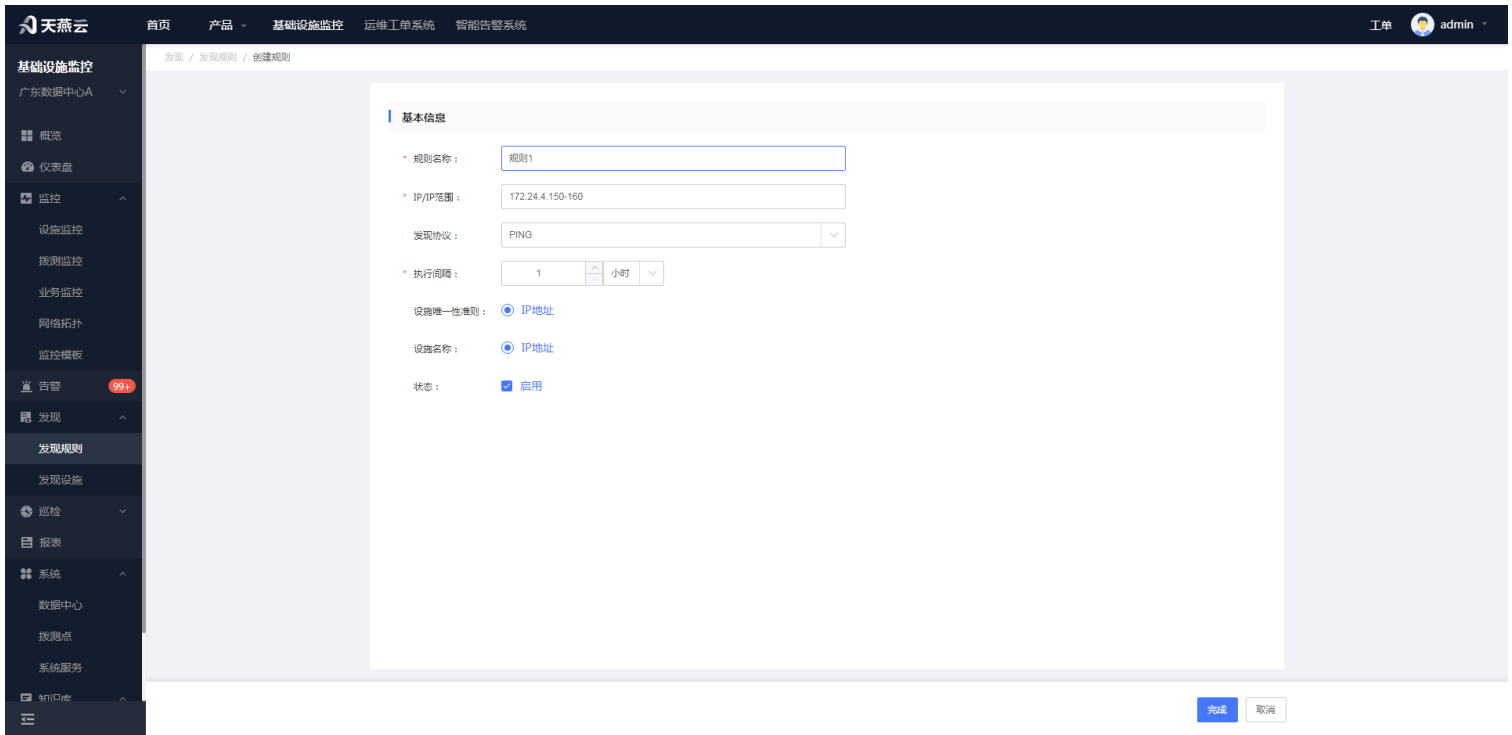 天燕云 首页 产品 基础设施监控 运维工单系统 智能告警系统 工单 admin
基础设施监控
广东数据中心A
概览
仪表盘
监控
设施监控
拨测监控
业务监控
网络拓扑
监控模板
告警 99+
发现
发现规则
发现设施
巡检
报表
系统
数据中心
拨测点
系统服务
知识库
发现 / 发现规则 / 创建规则
基本信息
* 规则名称: 规则1
* IP/IP范围: 172.24.4.150-160
发现协议: PING
* 执行间隔: 1 小时
设施唯一性准则: IP地址
设施名称: IP地址
状态: 启用
完成 取消